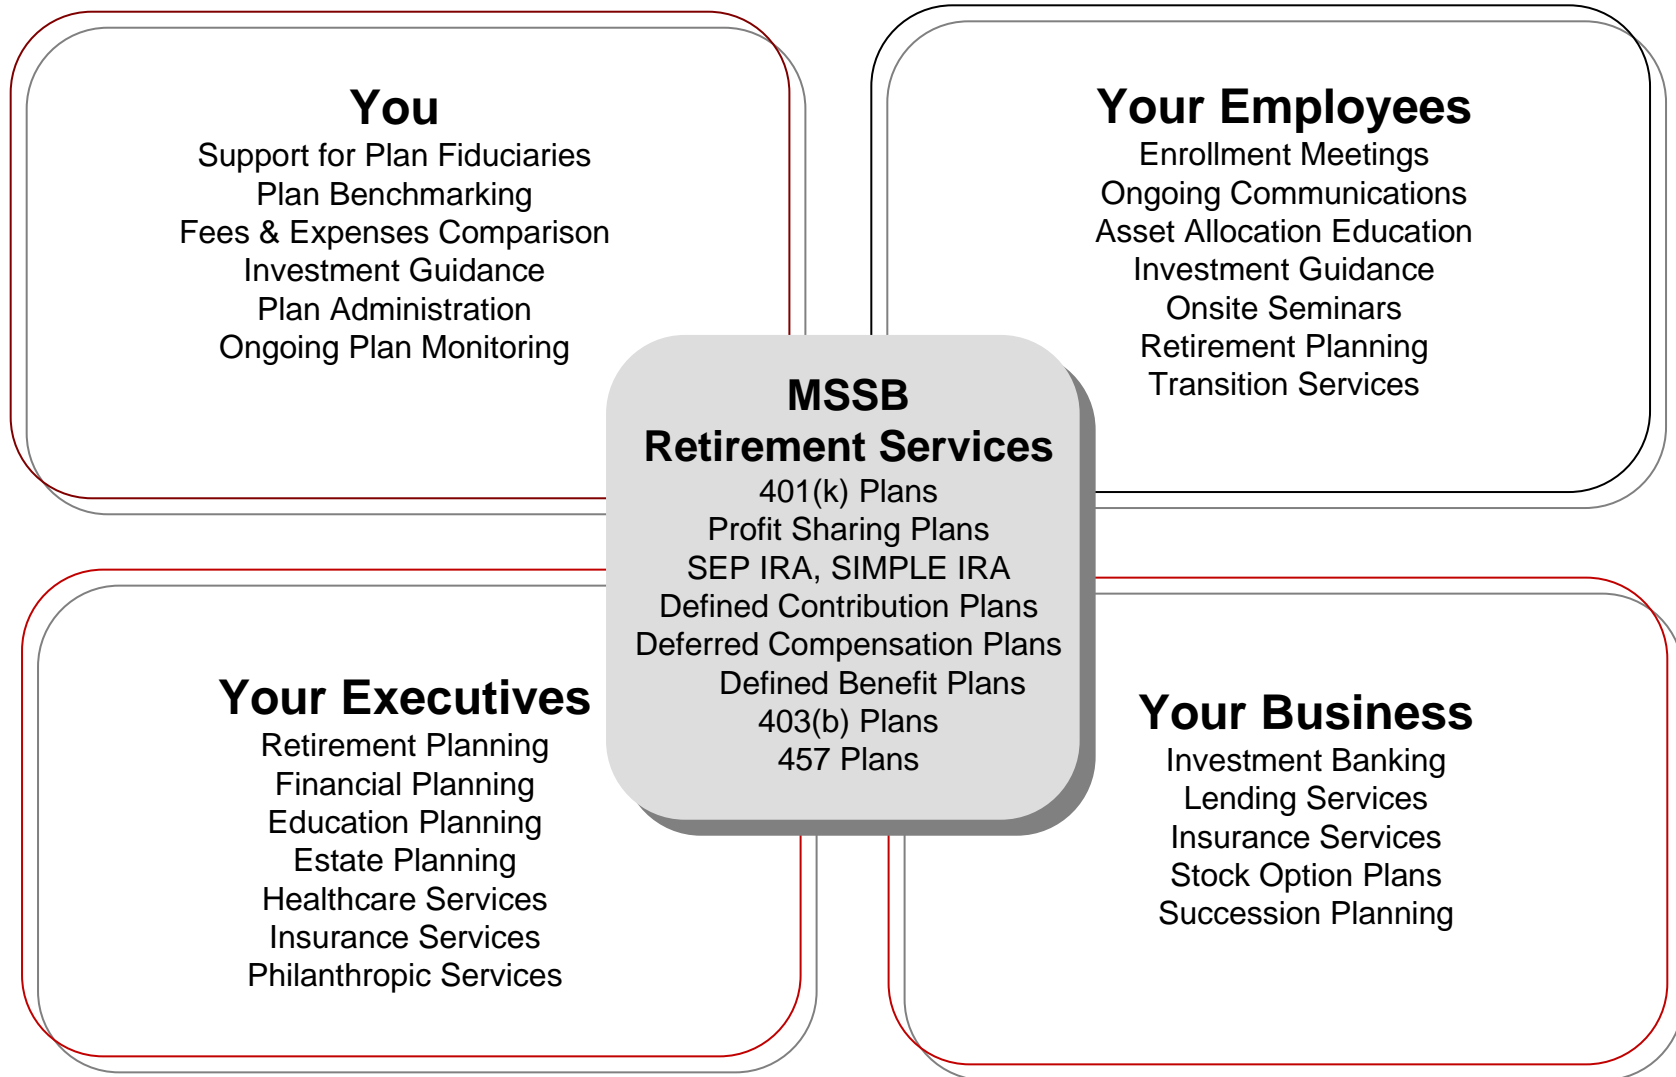 You
Support for Plan Fiduciaries
Plan Benchmarking
Fees & Expenses Comparison
Investment Guidance
Plan Administration
Ongoing Plan Monitoring
Your Employees
Enrollment Meetings
Ongoing Communications
Asset Allocation Education
Investment Guidance
Onsite Seminars
Retirement Planning
Transition Services
MSSB
Retirement Services
401(k) Plans
Profit Sharing Plans
SEP IRA, SIMPLE IRA
Defined Contribution Plans
Deferred Compensation Plans
Defined Benefit Plans
403(b) Plans
457 Plans
Your Executives
Retirement Planning
Financial Planning
Education Planning
Estate Planning
Healthcare Services
Insurance Services
Philanthropic Services
Your Business
Investment Banking
Lending Services
Insurance Services
Stock Option Plans
Succession Planning